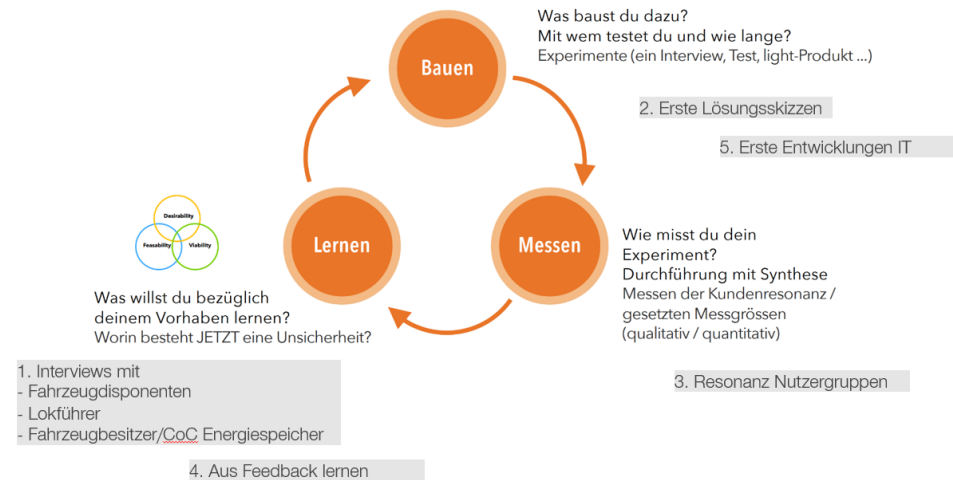 Was baust du dazu?
Mit wem testet du und wie lange?
Experimente (ein Interview, Test, light-Produkt ...)
Bauen
2. Erste Lösungsskizzen
5. Erste Entwicklungen IT
Desirability
Feasability
Viability
Lernen
Messen
Wie misst du dein
Experiment?
Durchführung mit Synthese
Messen der Kundenresonanz /
gesetzten Messgrössen
(qualitativ / quantitativ)
Was willst du bezüglich
deinem Vorhaben lernen?
Worin besteht JETZT eine Unsicherheit?
1. Interviews mit
- Fahrzeugdisponenten
- Lokführer
- Fahrzeugbesitzer/CoC Energiespeicher
3. Resonanz Nutzergruppen
4. Aus Feedback lernen